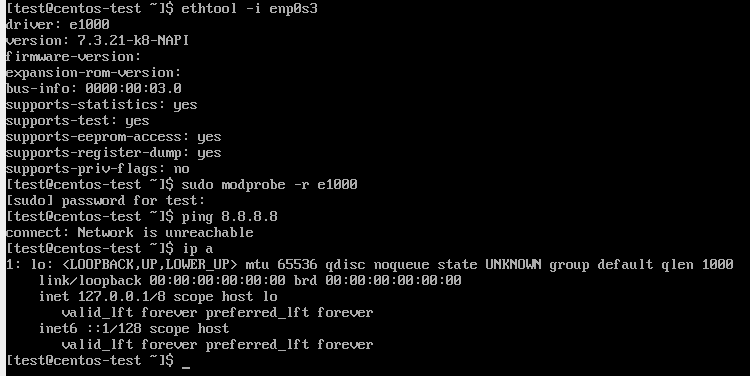 [test@centos-test ~]$ ethtool -i enp0s3
driver: e1000
version: 7.3.21-k8-NAPI
firmware-version:
expansion-rom-version:
bus-info: 0000:00:03.0
supports-statistics: yes
supports-test: yes
supports-eeprom-access: yes
supports-register-dump: yes
supports-priv-flags: no
[test@centos-test ~]$ sudo modprobe -r e1000
[sudo] password for test:
[test@centos-test ~]$ ping 8.8.8.8
connect: Network is unreachable
[test@centos-test ~]$ ip a
1: lo: <LOOPBACK,UP,LOWER_UP> mtu 65536 qdisc noqueue state UNKNOWN group default qlen 1000
    link/loopback 00:00:00:00:00:00 brd 00:00:00:00:00:00
    inet 127.0.0.1/8 scope host lo
       valid_lft forever preferred_lft forever
    inet6 ::1/128 scope host
       valid_lft forever preferred_lft forever
[test@centos-test ~]$ _